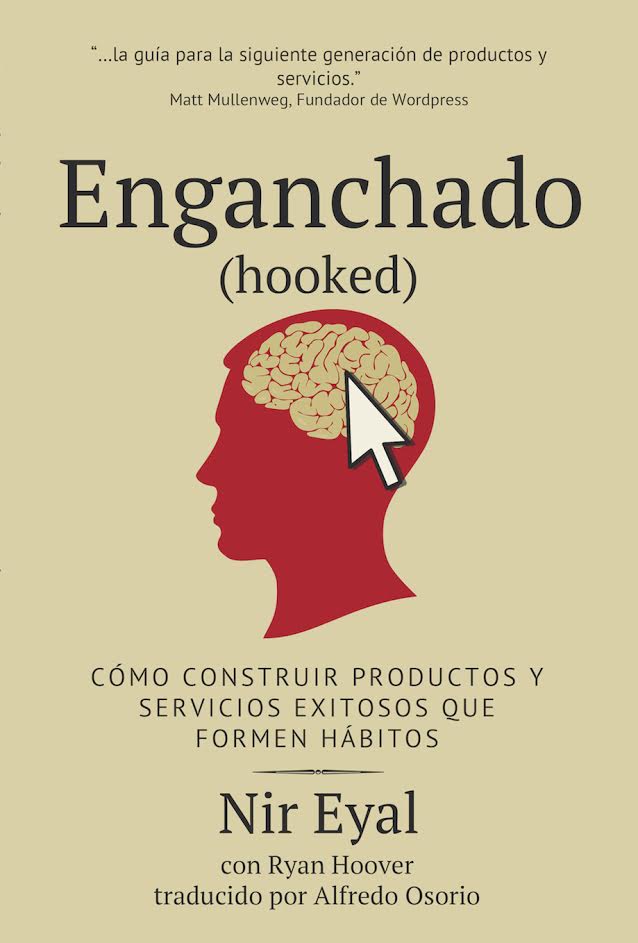 “...la guía para la siguiente generación de productos y
servicios.”
Matt Mullenweg, Fundador de Wordpress
Enganchado
(hooked)
CÓMO CONSTRUIR PRODUCTOS Y
SERVICIOS EXITOSOS QUE
FORMEN HÁBITOS
Nir Eyal
con Ryan Hoover
traducido por Alfredo Osorio